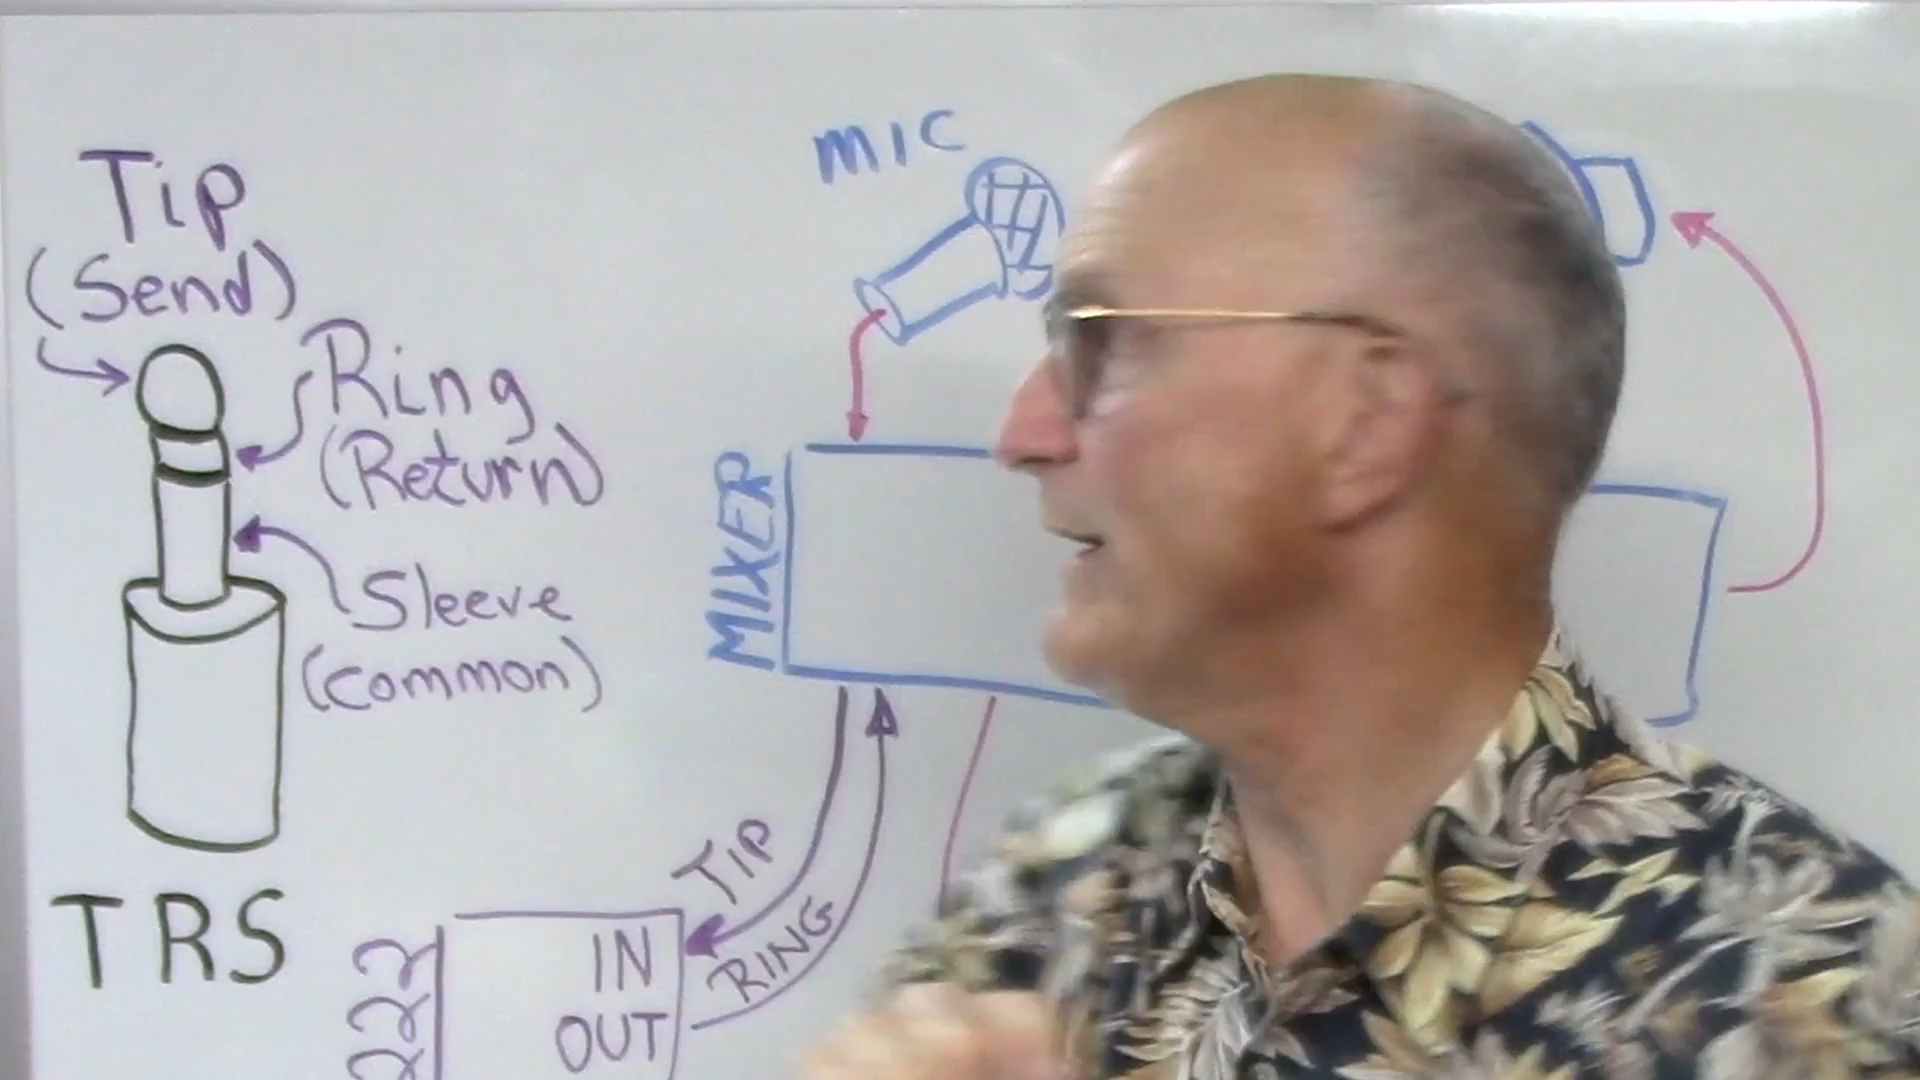 Tip
(Send)
Ring
(Return)
Sleeve
(common)
TRS
MIC
MIXER
TIP
RING
IN
OUT